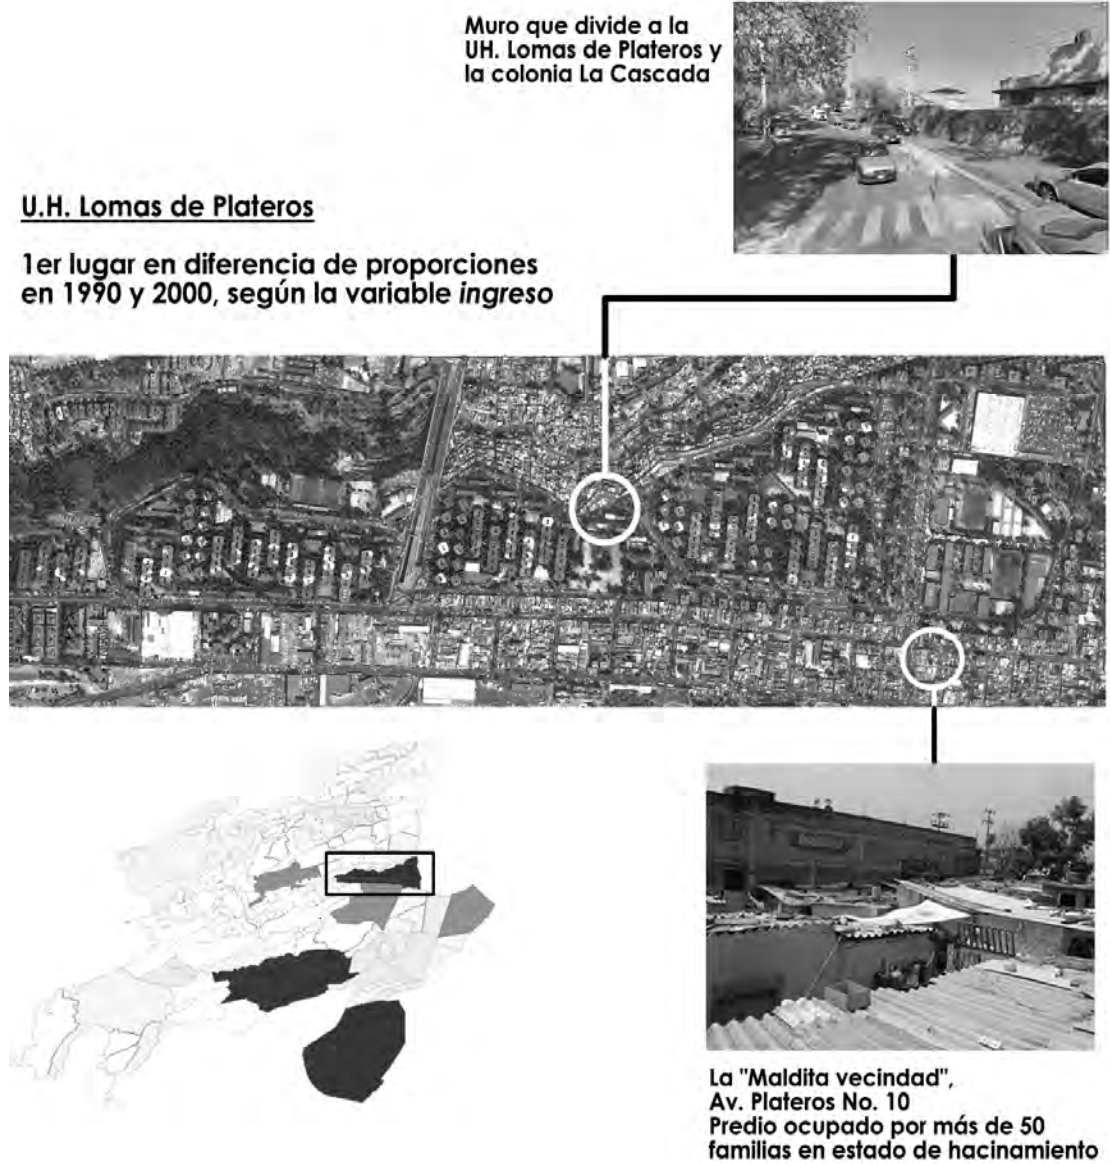 Muro que divide a la
UH. Lomas de Plateros y
la colonia La Cascada
U.H. Lomas de Plateros
1er lugar en diferencia de proporciones
en 1990 y 2000, según la variable ingreso
La "Maldita vecindad",
Av. Plateros No. 10
Predio ocupado por más de 50
familias en estado de hacinamiento